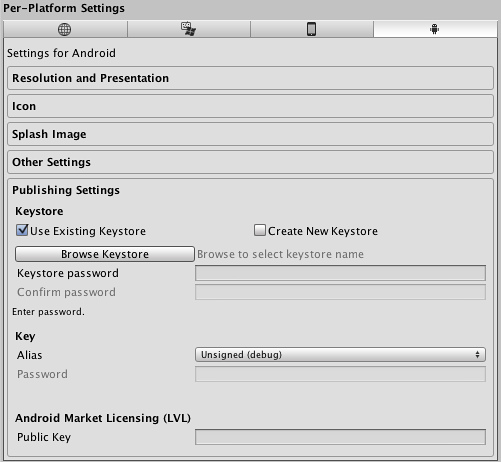 Per-Platform Settings
Settings for Android
Resolution and Presentation
Icon
Splash Image
Other Settings
Publishing Settings
Keystore
Use Existing Keystore Create New Keystore
Browse Keystore Browse to select keystore name
Keystore password
Confirm password
Enter password.
Key
Alias Unsigned (debug)
Password
Android Market Licensing (LVL)
Public Key